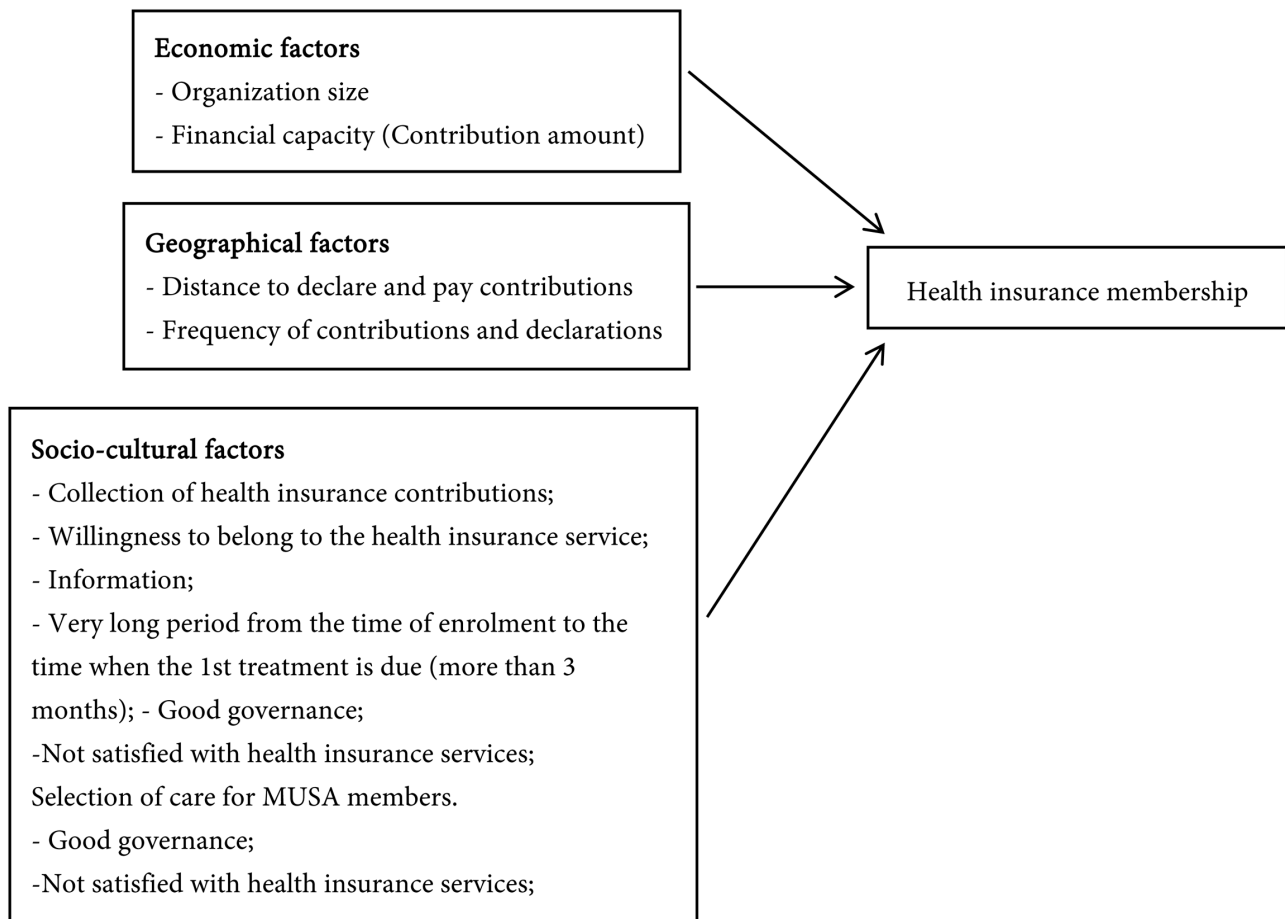 Economic factors
- Organization size
- Financial capacity (Contribution amount)
Geographical factors
- Distance to declare and pay contributions
- Frequency of contributions and declarations
Health insurance membership
Socio-cultural factors
- Collection of health insurance contributions;
- Willingness to belong to the health insurance service;
- Information;
- Very long period from the time of enrolment to the
time when the 1st treatment is due (more than 3
months); - Good governance;
-Not satisfied with health insurance services;
Selection of care for MUSA members.
- Good governance;
-Not satisfied with health insurance services;